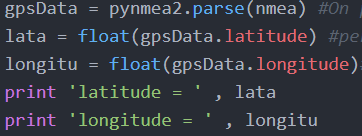 gpsData = pynmea2.parse(nmea) #On
lata = float(gpsData.latitude) #pe
longitu = float(gpsData.longitude)
print 'latitude = ' , lata
print 'longitude = ' , longitu